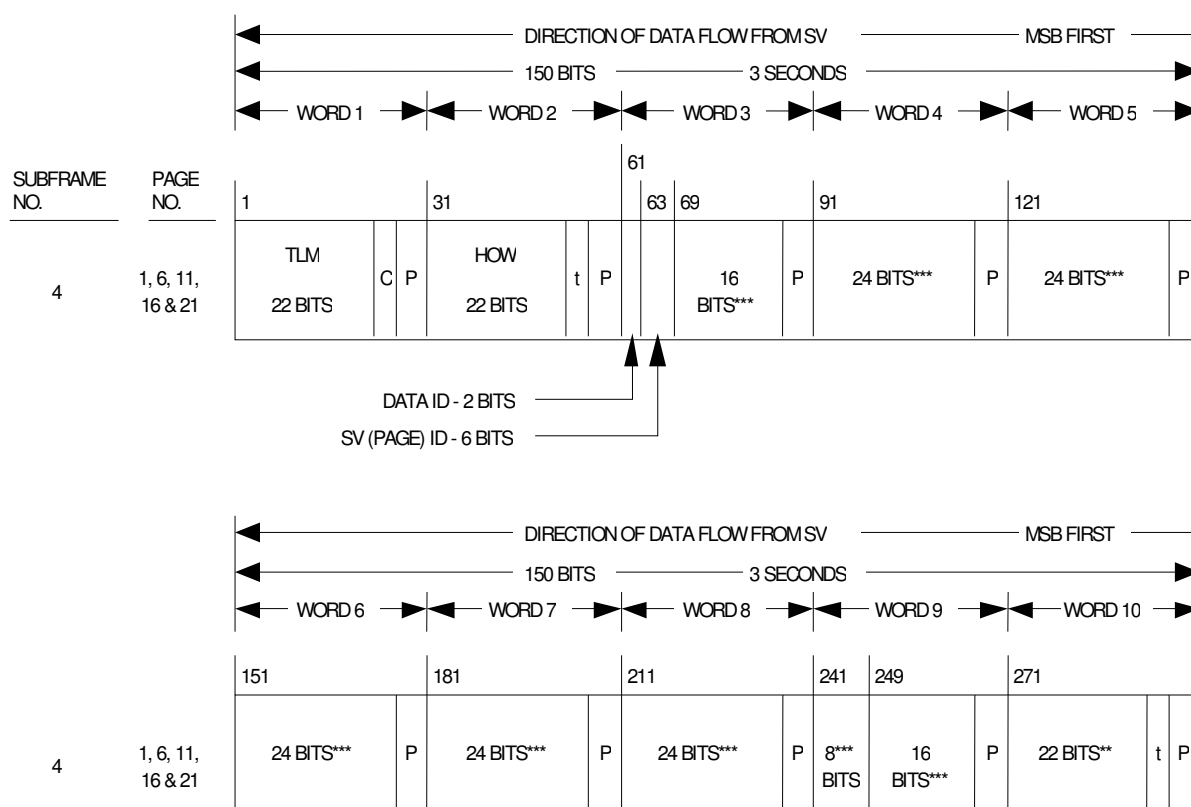 DIRECTION OF DATA FLOW FROM SV MSB FIRST
150 BITS 3 SECONDS
WORD 1 WORD 2 WORD 3 WORD 4 WORD 5
SUBFRAME NO. PAGE NO.
1 31 61 63 69 91 121
4 1, 6, 11, 16 & 21
TLM 22 BITS C P HOW 22 BITS t P 16 BITS*** P 24 BITS*** P 24 BITS*** P
DATA ID - 2 BITS
SV (PAGE) ID - 6 BITS
DIRECTION OF DATA FLOW FROM SV MSB FIRST
150 BITS 3 SECONDS
WORD 6 WORD 7 WORD 8 WORD 9 WORD 10
151 181 211 241 249 271
4 1, 6, 11, 16 & 21
24 BITS*** P 24 BITS*** P 24 BITS*** P 8*** BITS 16 BITS*** P 22 BITS** t P